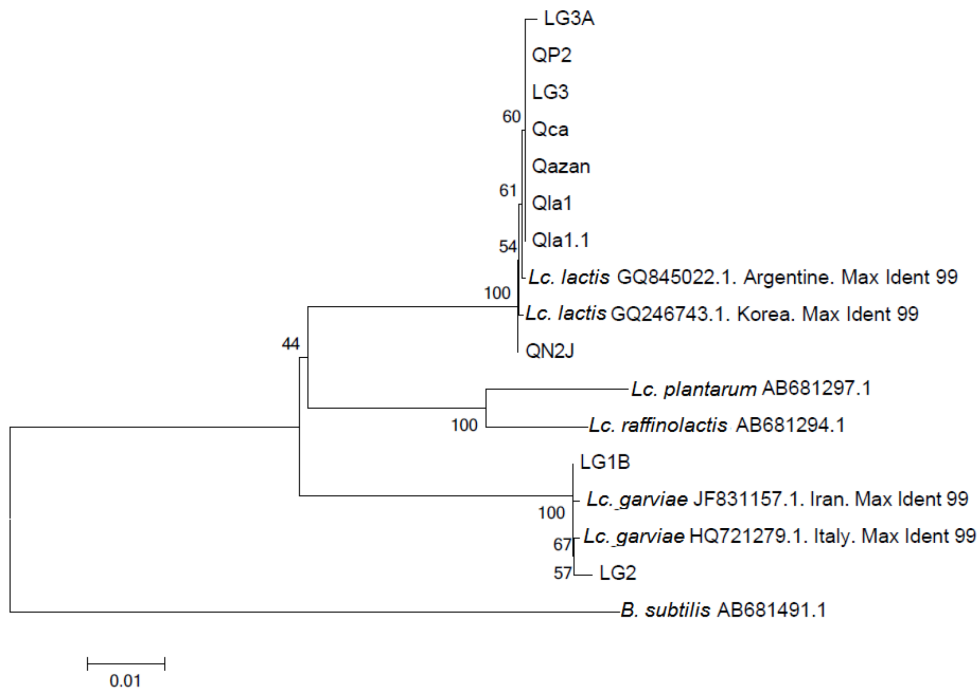 LG3A
QP2
LG3
60
Qca
Qazan
61
Qla1
54
Qla1.1
Lc. lactis GQ845022.1. Argentine. Max Ident 99
100
Lc. lactis GQ246743.1. Korea. Max Ident 99
44
QN2J
Lc. plantarum AB681297.1
100
Lc. raffinolactis AB681294.1
LG1B
Lc._garviae JF831157.1. Iran. Max Ident 99
100
Lc._garviae HQ721279.1. Italy. Max Ident 99
67
57
LG2
B. subtilis AB681491.1
0.01